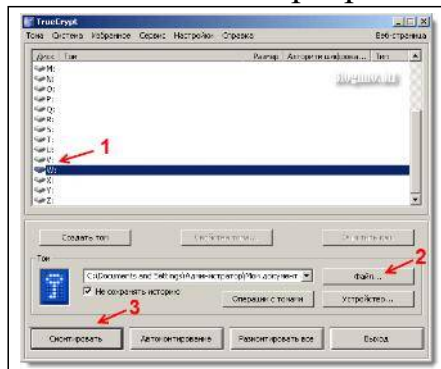 TrueCrypt
Тома Система Избранное Сервис Настройки Справка Веб-страница
Диск Том Размер Алгоритм шифрова... Тип
M:
N:
O:
P:
Q:
R:
S:
T:
U:
V:
1
W:
X:
Y:
Z:
Создать том
Том
C:\Documents and Settings\Администратор\Мои документ
Файл...
2
Не сохранять историю
Операции с томами
Устройство...
3
Смонтировать
Автомонтирование
Размонтировать все
Выход